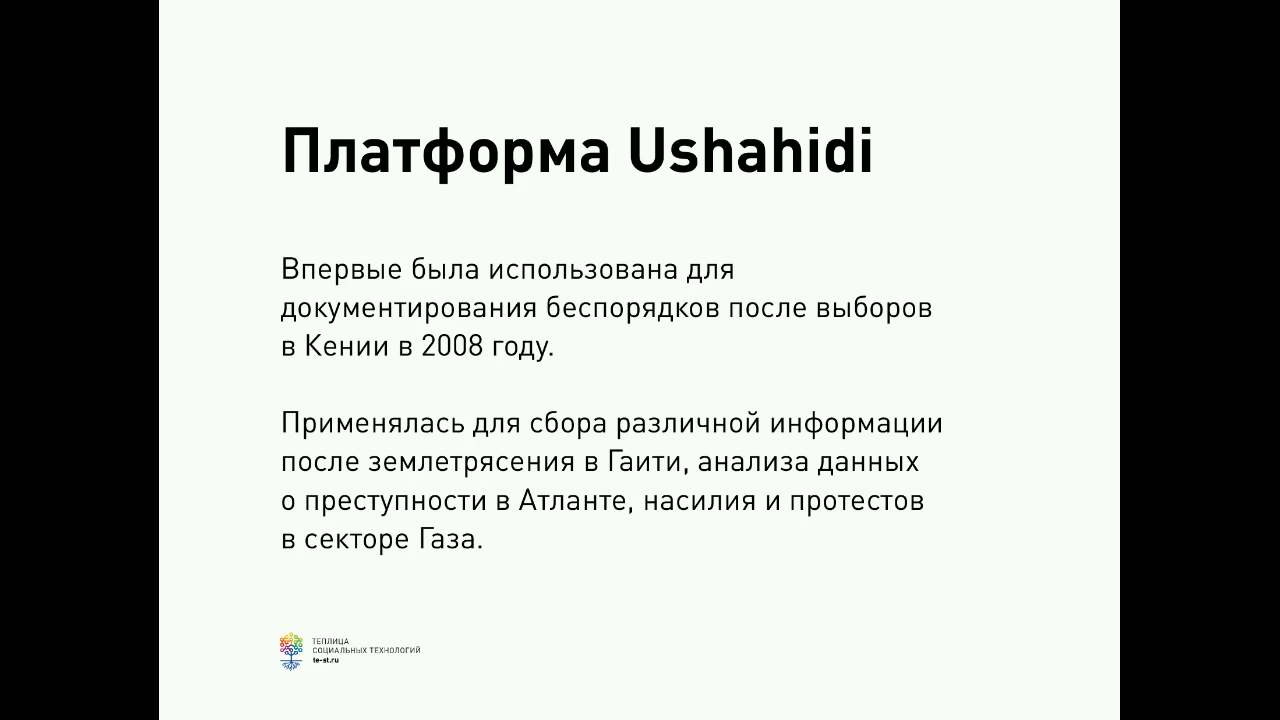 Платформа Ushahidi
Впервые была использована для
документирования беспорядков после выборов
в Кении в 2008 году.
Применялась для сбора различной информации
после землетрясения в Гаити, анализа данных
о преступности в Атланте, насилия и протестов
в секторе Газа.
ТЕПЛИЦА
СОЦИАЛЬНЫХ ТЕХНОЛОГИЙ
te-st.ru